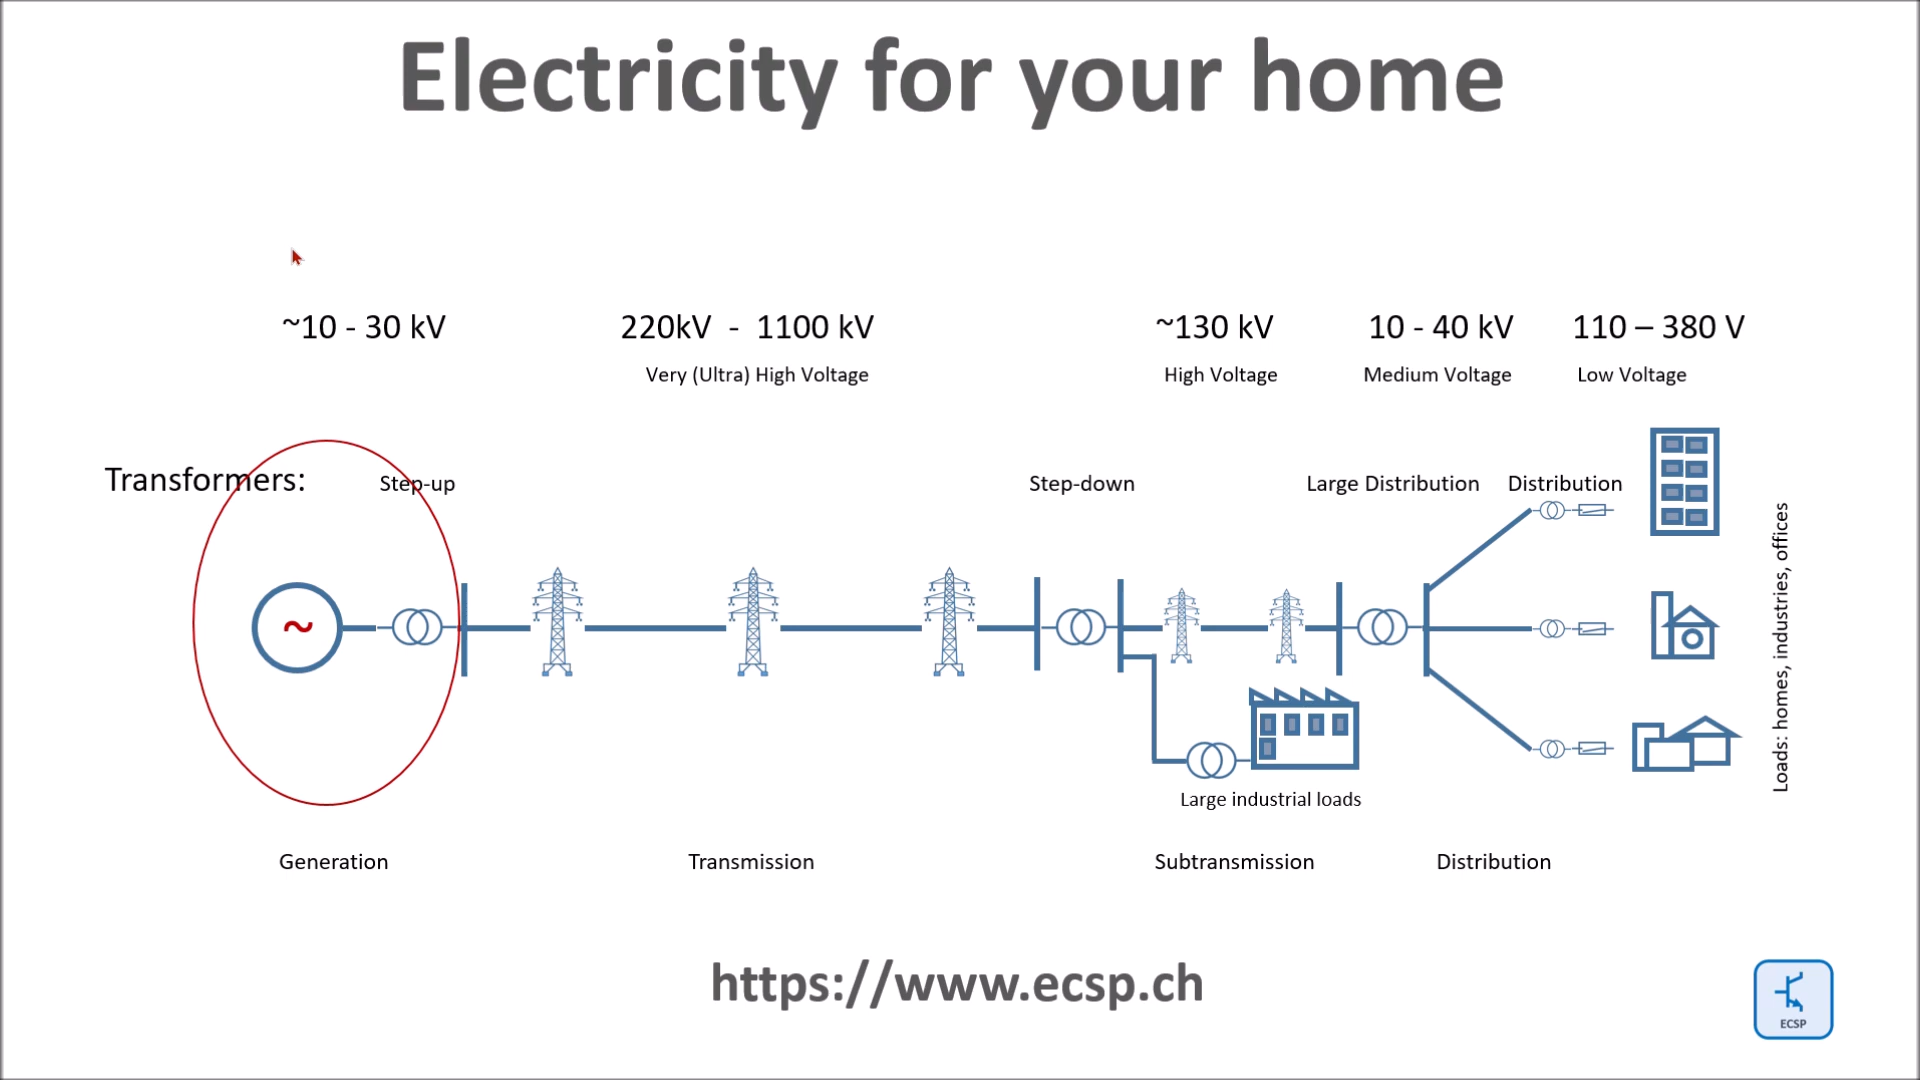 Electricity for your home
~10 - 30 kV
220kV - 1100 kV
~130 kV
10 - 40 kV
110 – 380 V
Very (Ultra) High Voltage
High Voltage
Medium Voltage
Low Voltage
Transformers:
Step-up
Step-down
Large Distribution
Distribution
~
Loads: homes, industries, offices
Large industrial loads
Generation
Transmission
Subtransmission
Distribution
https://www.ecsp.ch
ECSP